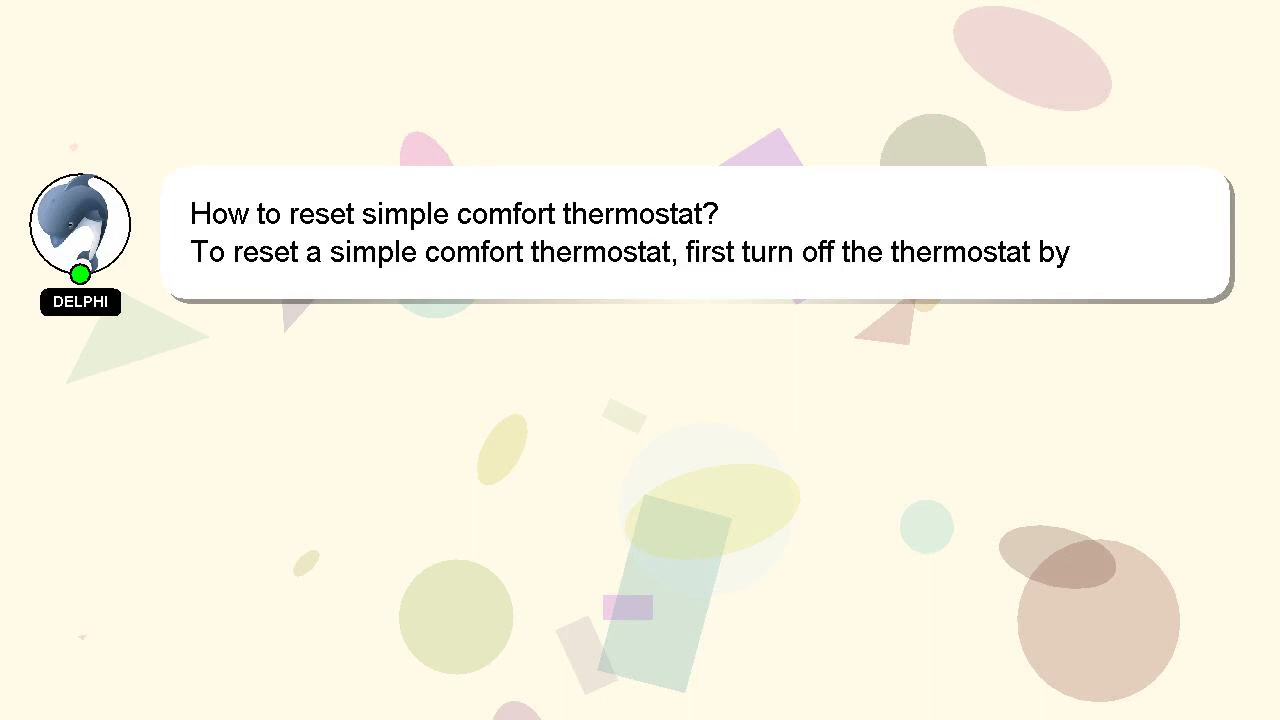 How to reset simple comfort thermostat?
To reset a simple comfort thermostat, first turn off the thermostat by
DELPHI